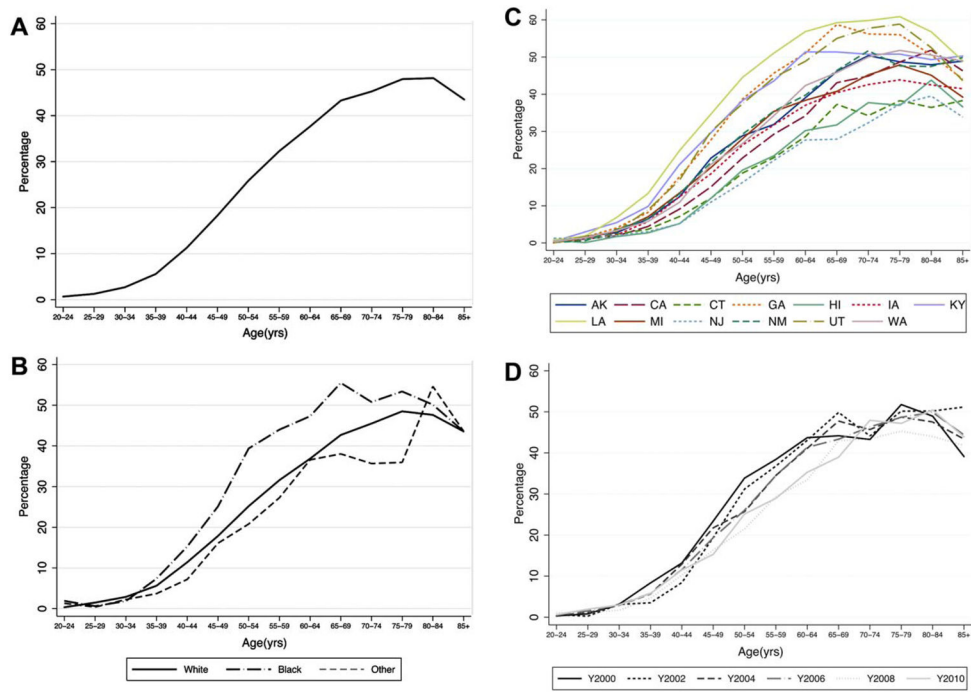 A
60
50
40
30
20
10
0
Percentage
20–24 25–29 30–34 35–39 40–44 45–49 50–54 55–59 60–64 65–69 70–74 75–79 80–84 85+
Age(yrs)
B
60
50
40
30
20
10
0
Percentage
20–24 25–29 30–34 35–39 40–44 45–49 50–54 55–59 60–64 65–69 70–74 75–79 80–84 85+
Age(yrs)
White Black Other
C
60
50
40
30
20
10
0
Percentage
20–24 25–29 30–34 35–39 40–44 45–49 50–54 55–59 60–64 65–69 70–74 75–79 80–84 85+
Age(yrs)
AK CA CT GA HI IA KY
LA MI NJ NM UT WA
D
60
50
40
30
20
10
0
Percentage
20–24 25–29 30–34 35–39 40–44 45–49 50–54 55–59 60–64 65–69 70–74 75–79 80–84 85+
Age(yrs)
Y2000 Y2002 Y2004 Y2006 Y2008 Y2010